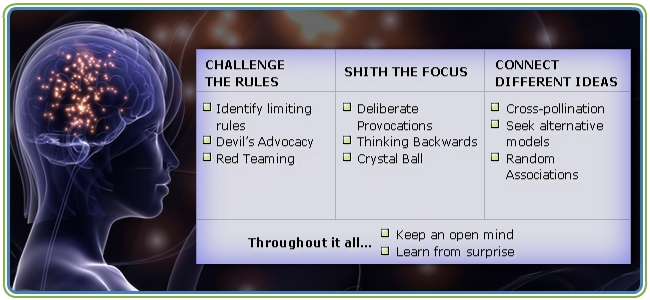 CHALLENGE
THE RULES
Identify limiting
rules
Devil's Advocacy
Red Teaming
SHITH THE FOCUS
Deliberate
Provocations
Thinking Backwards
Crystal Ball
CONNECT
DIFFERENT IDEAS
Cross-pollination
Seek alternative
models
Random
Associations
Throughout it all...
Keep an open mind
Learn from surprise